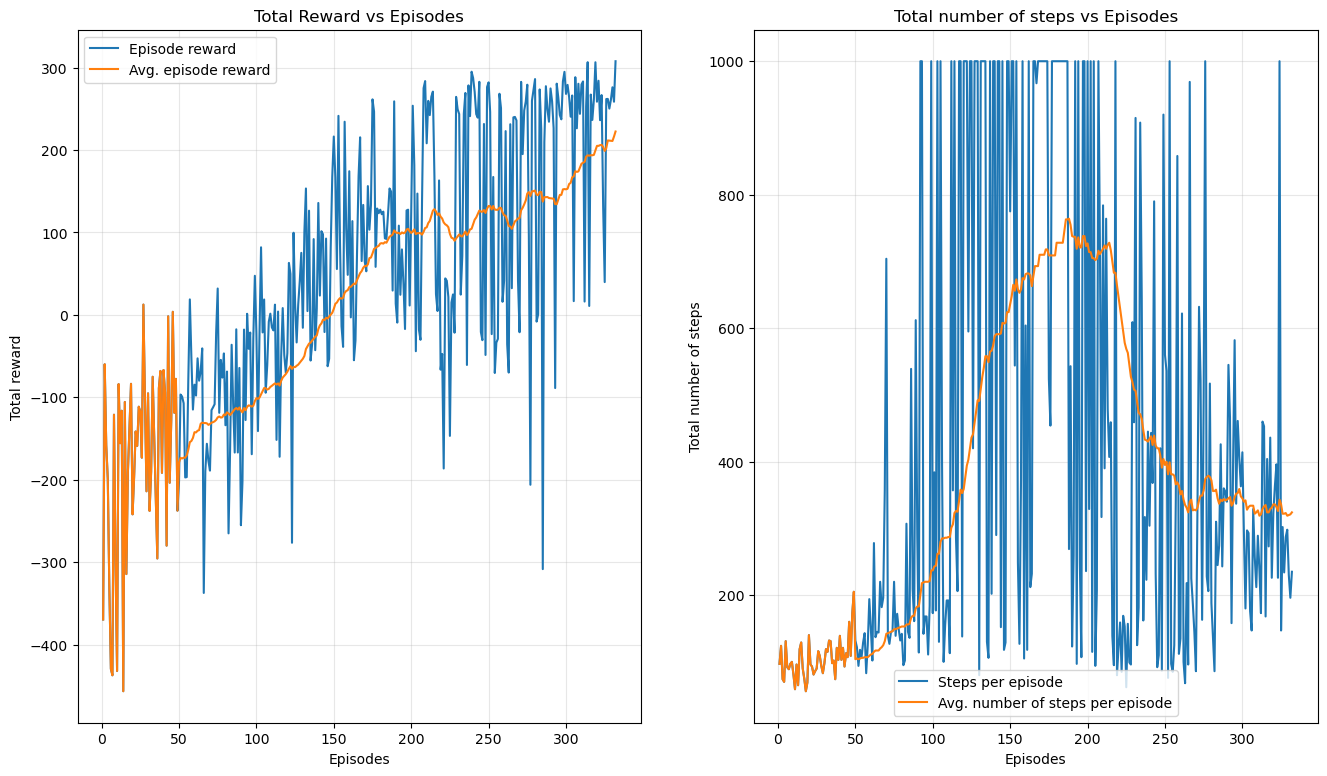 Total Reward vs Episodes
Episode reward
Avg. episode reward
Total reward
300
200
100
0
−100
−200
−300
−400
0
50
100
150
200
250
300
Episodes
Total number of steps vs Episodes
Total number of steps
1000
800
600
400
200
Steps per episode
Avg. number of steps per episode
0
50
100
150
200
250
300
Episodes